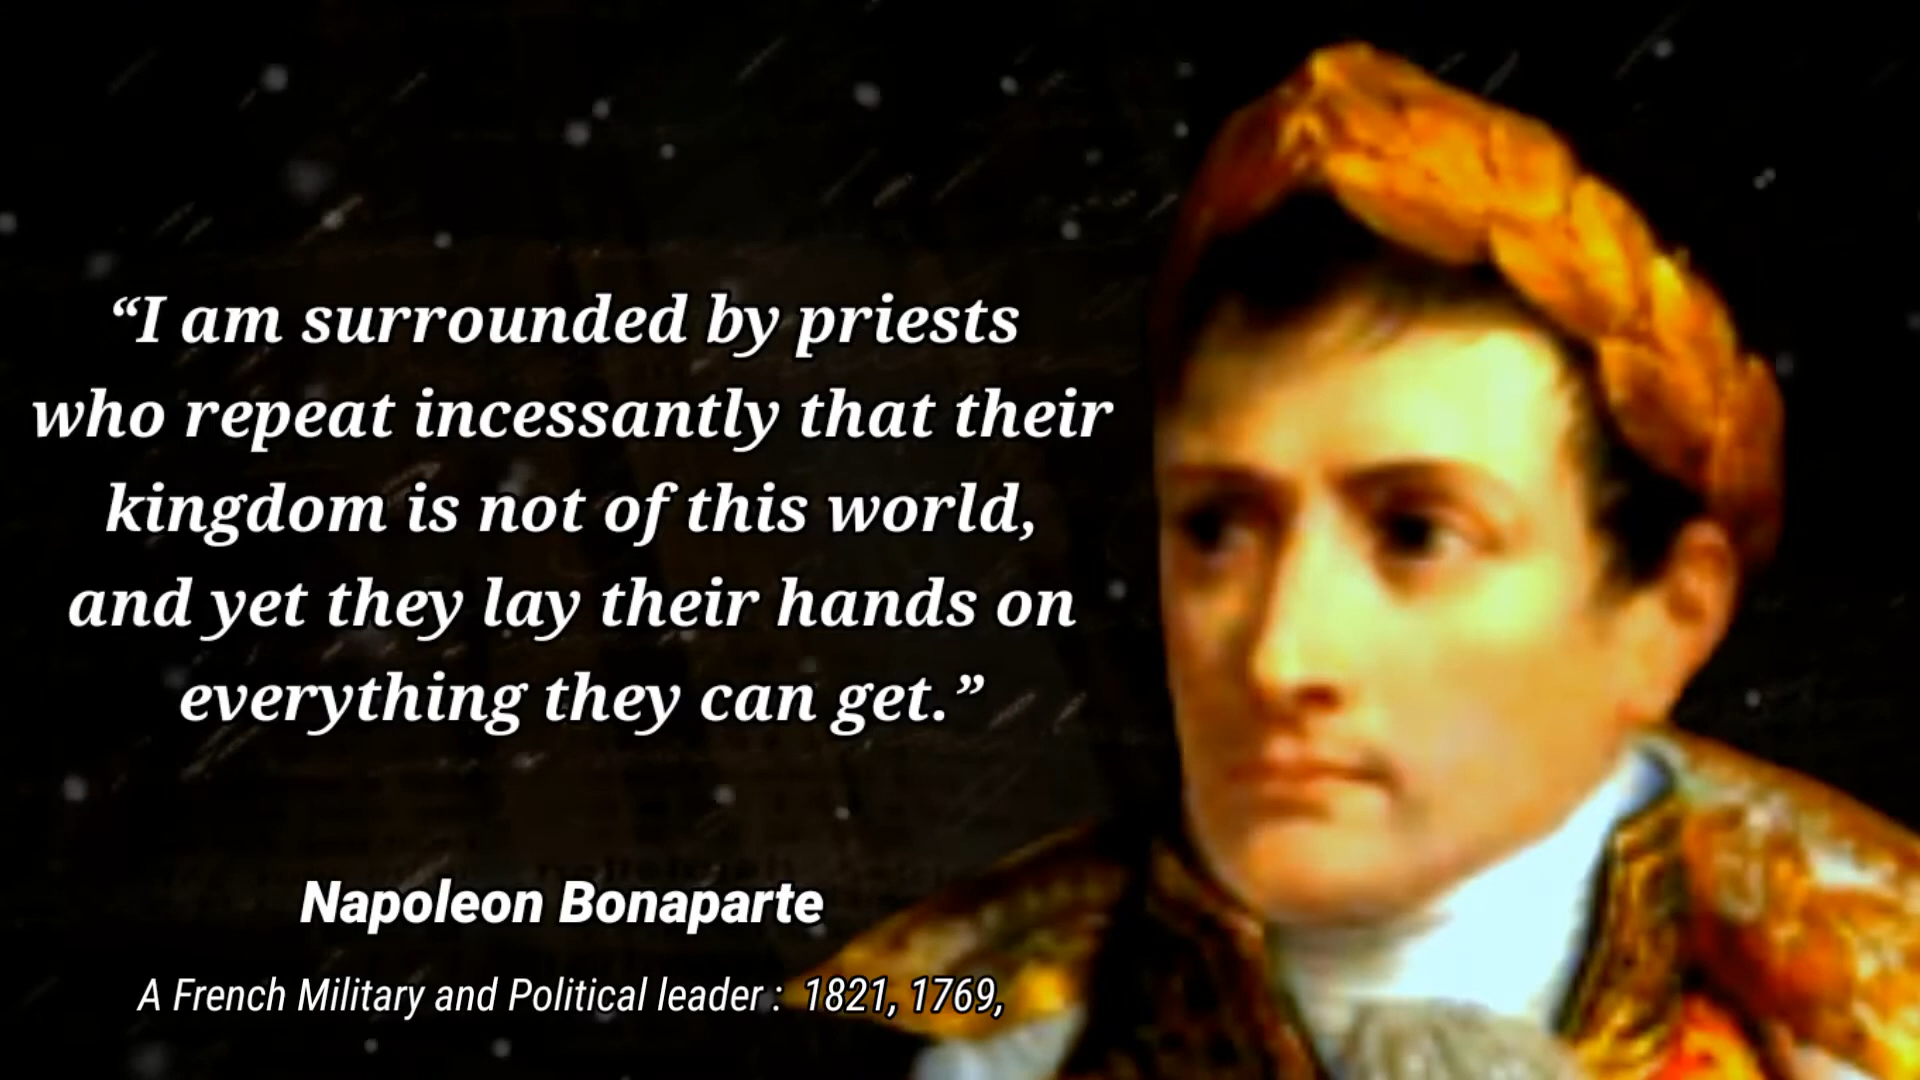 “I am surrounded by priests
who repeat incessantly that their
kingdom is not of this world,
and yet they lay their hands on
everything they can get.”
Napoleon Bonaparte
A French Military and Political leader : 1821, 1769,